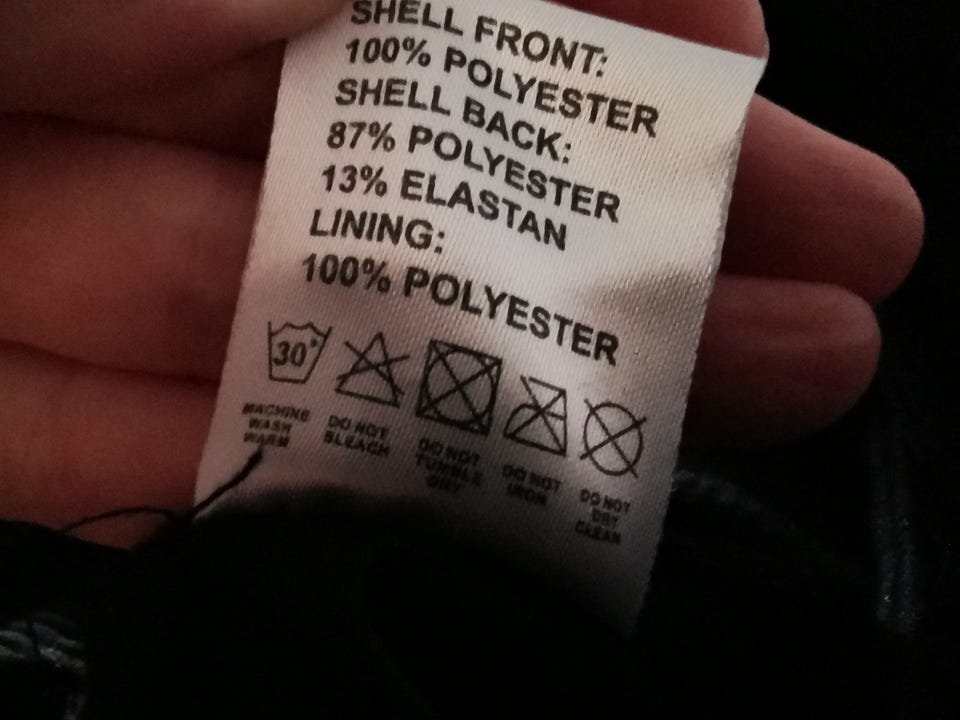 SHELL FRONT:
100% POLYESTER
SHELL BACK:
87% POLYESTER
13% ELASTAN
LINING:
100% POLYESTER
30°
MACHINE
WASH
WARM
DO NOT
BLEACH
DO NOT
TUMBLE
DRY
DO NOT
IRON
DO NOT
DRY
CLEAN